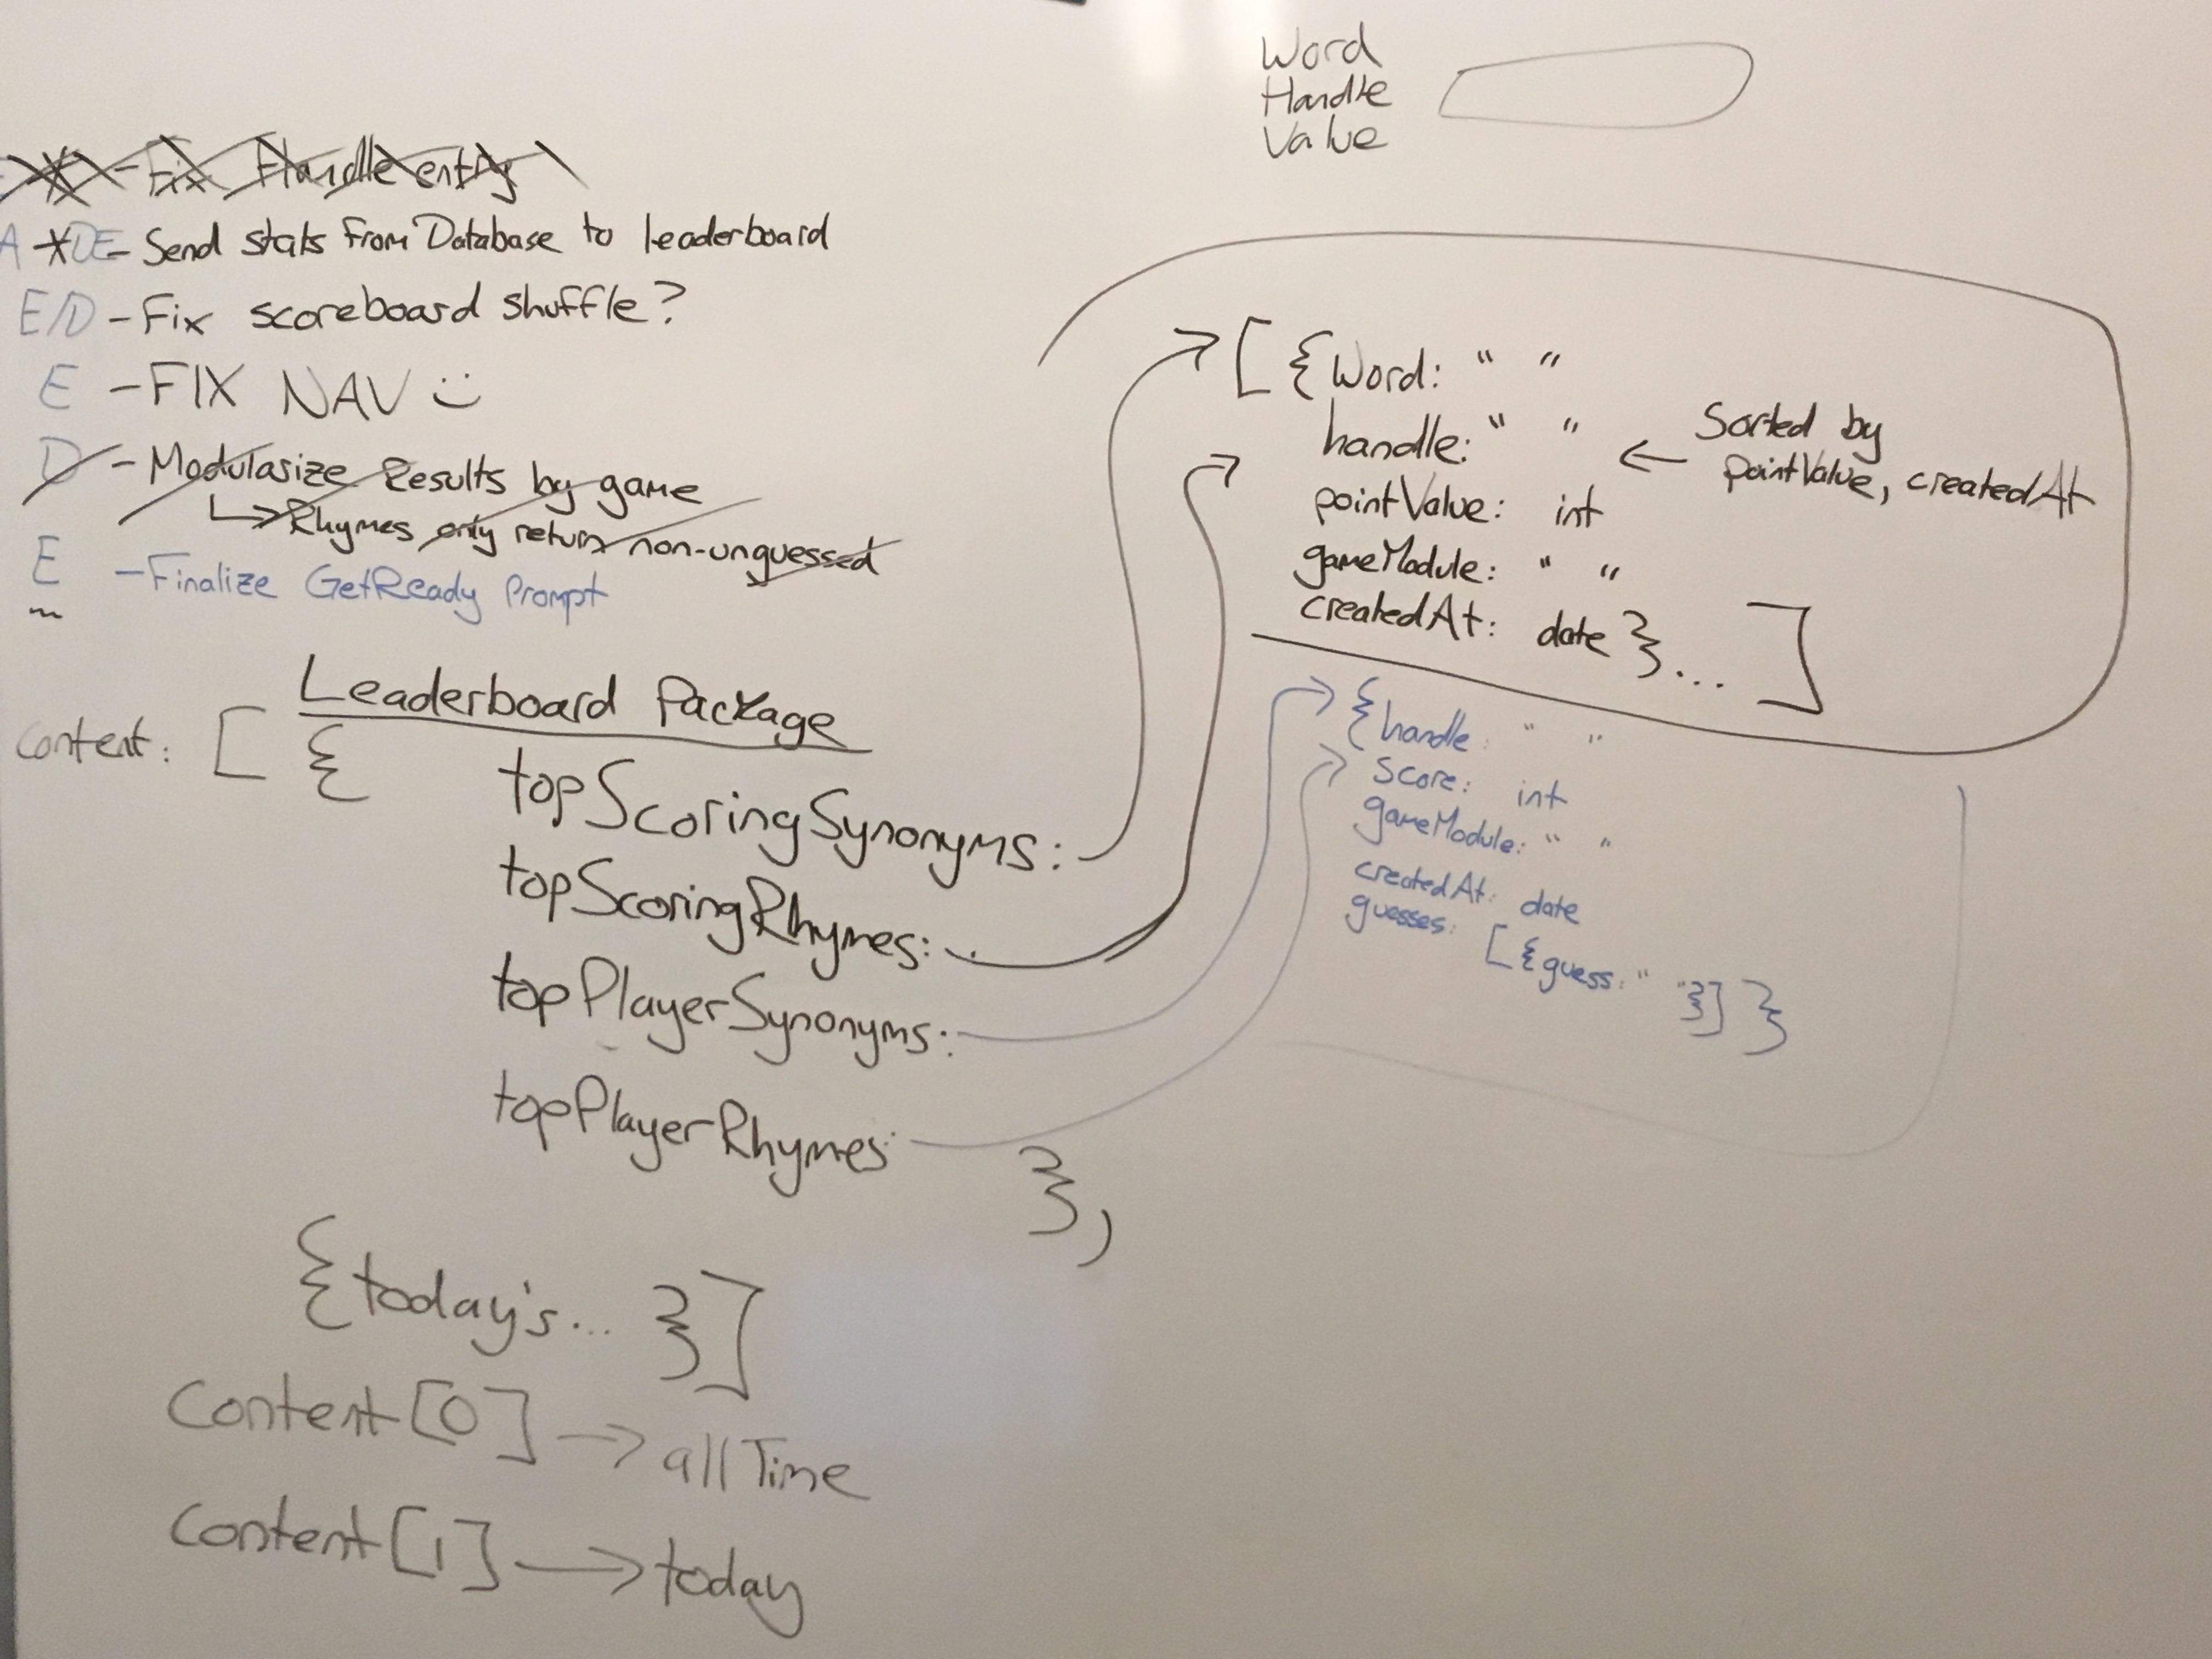 Word
Handle
Value
- Fix Handle entry
A *DE- Send stats from Database to leaderboard
E/D - Fix scoreboard shuffle?
E - FIX NAV
D - Modularize Results by game
Rhymes only return non-unguessed
E - Finalize GetReady Prompt
Leaderboard Package
content: [ {
topScoringSynonyms:
topScoringRhymes:
topPlayerSynonyms:
topPlayerRhymes:
},
{today's... }]
Content[0] → allTime
Content[1] → today
[ {Word: " "
handle: " "
pointValue: int
gameModule: " "
createdAt: date }... ]
← Sorted by
pointValue, createdAt
{handle: " "
Score: int
gameModule: " "
createdAt: date
guesses: [{guess: " "}] }